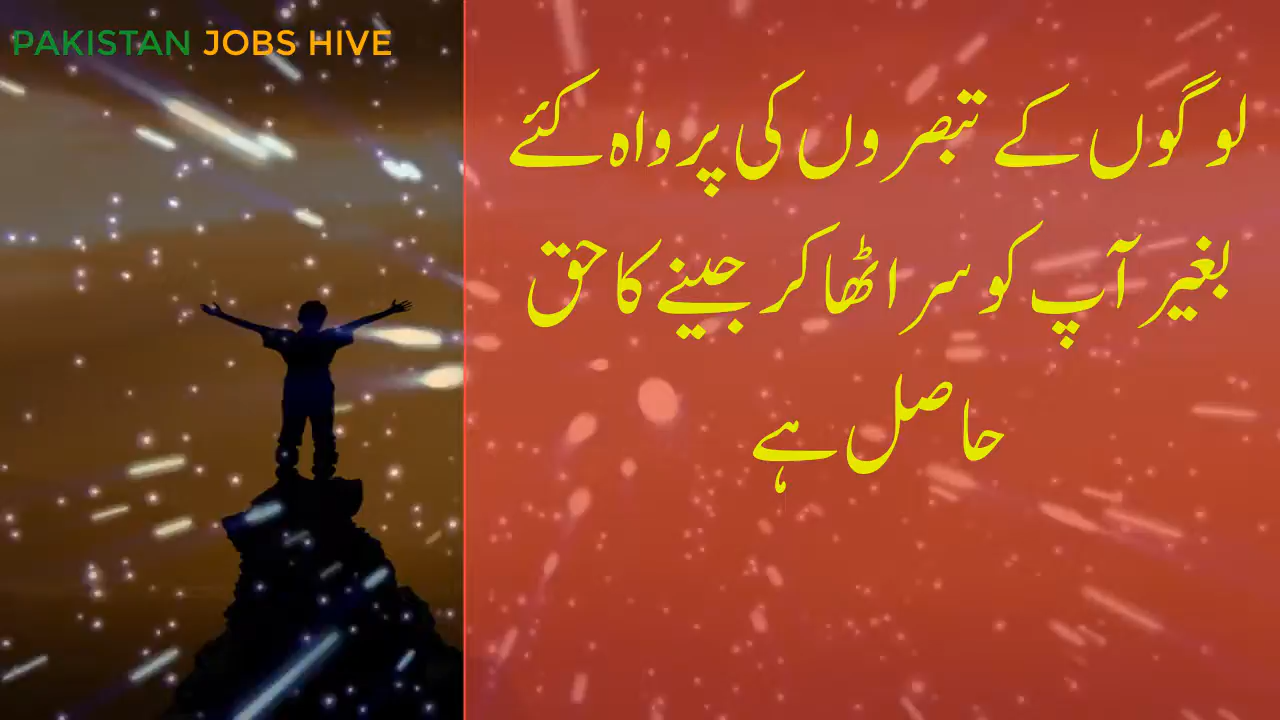 PAKISTAN JOBS HIVE
لوگوں کے تبصروں کی پرواہ کئے
بغیر آپ کو سر اٹھا کر جینے کا حق
حاصل ہے